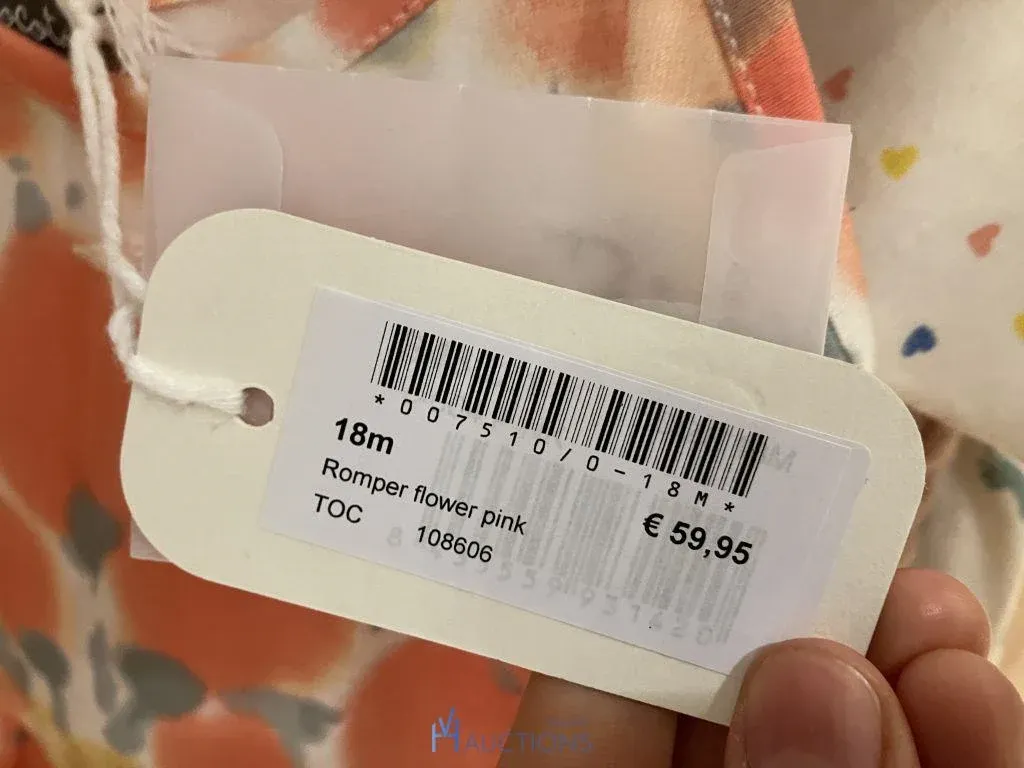 *007510/0-18M*
18m
Romper flower pink
TOC 108606
€ 59,95
AUCTIONS